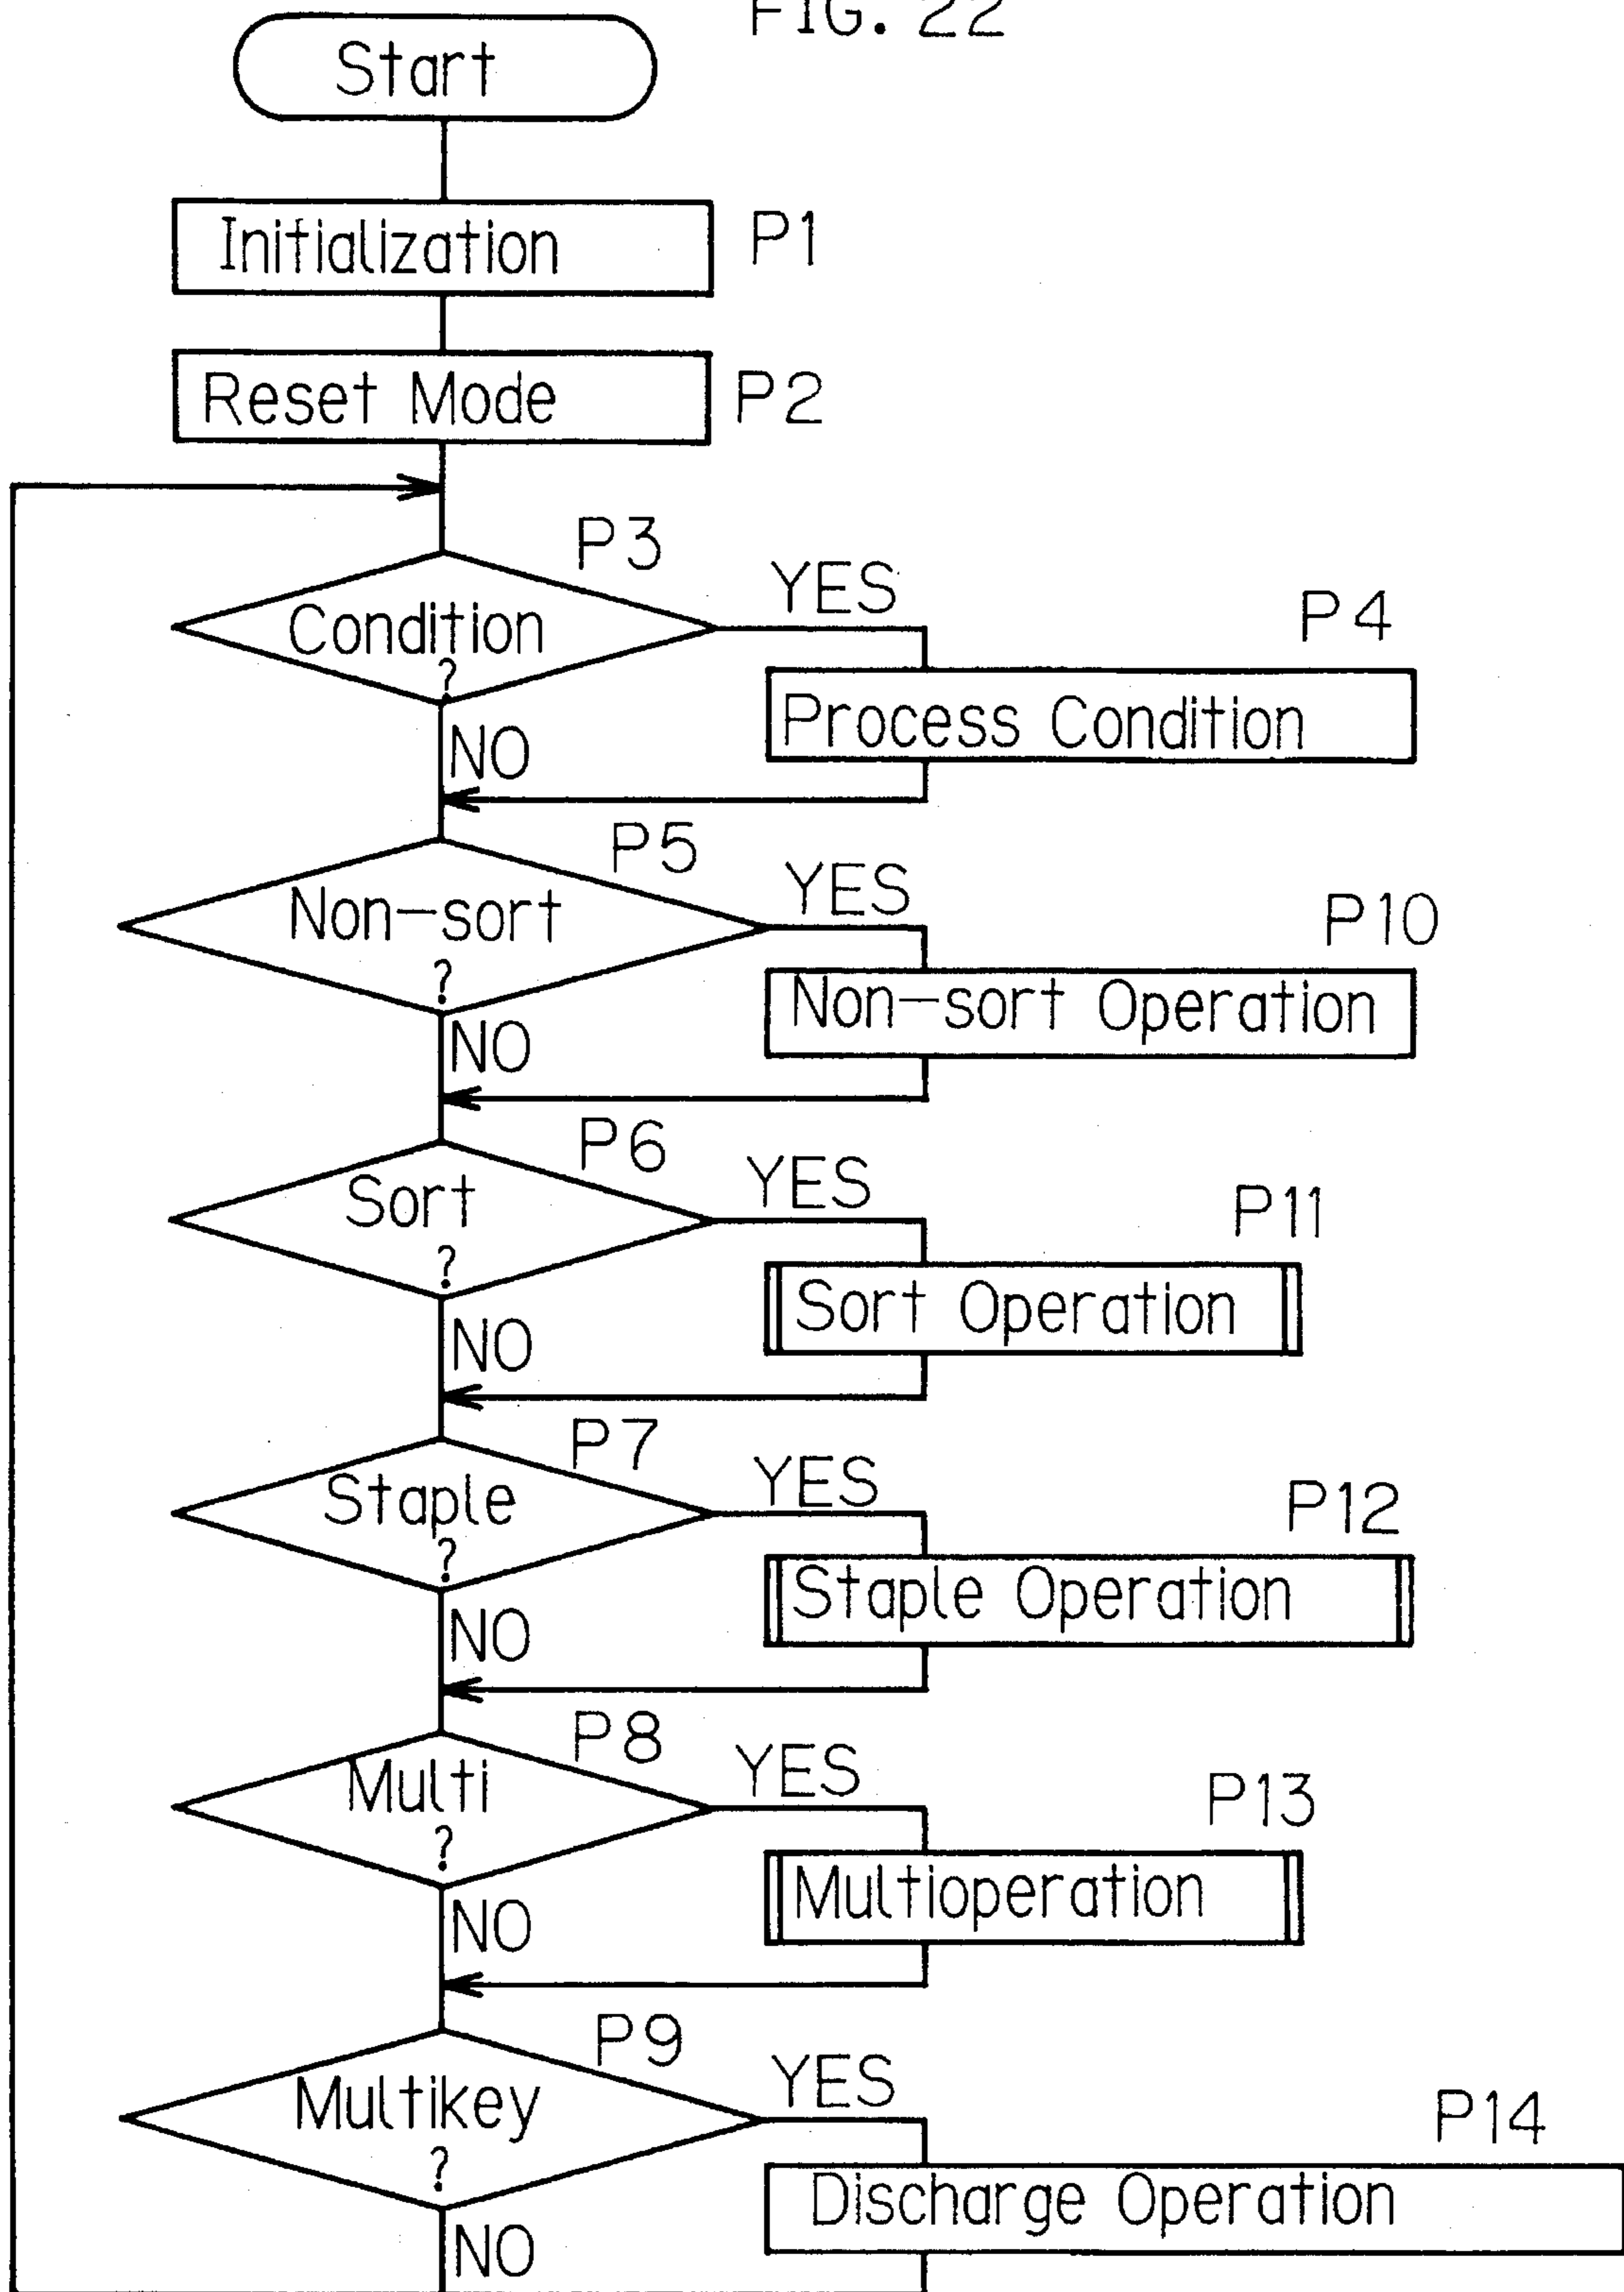 FIG. 22
Start
Initialization P1
Reset Mode P2
P3
Condition
?
YES
P4
Process Condition
NO
P5
Non-sort
?
YES
P10
Non-sort Operation
NO
P6
Sort
?
YES
P11
Sort Operation
NO
P7
Staple
?
YES
P12
Staple Operation
NO
P8
Multi
?
YES
P13
Multioperation
NO
P9
Multikey
?
YES
P14
Discharge Operation
NO